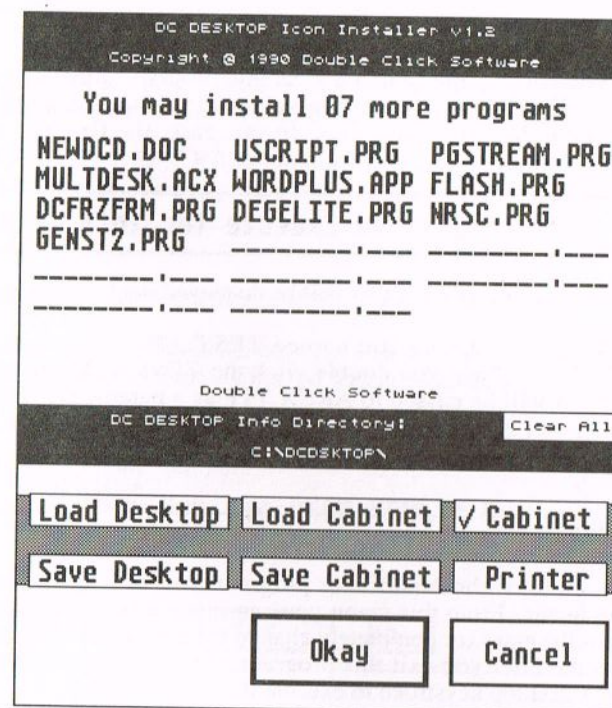 DC DESKTOP Icon Installer v1.2
Copyright @ 1990 Double Click Software
You may install 07 more programs
NEWDCD.DOC USCRIPT.PRG PGSTREAM.PRG
MULTDESK.ACX WORDPLUS.APP FLASH.PRG
DCFRZFRM.PRG DEGELITE.PRG NRSC.PRG
GENST2.PRG ________.___ ________.___
________.___ ________.___ ________.___
________.___ ________.___
Double Click Software
DC DESKTOP Info Directory: Clear All
C:\DCDSKTOP\
Load Desktop Load Cabinet ✓ Cabinet
Save Desktop Save Cabinet Printer
Okay Cancel